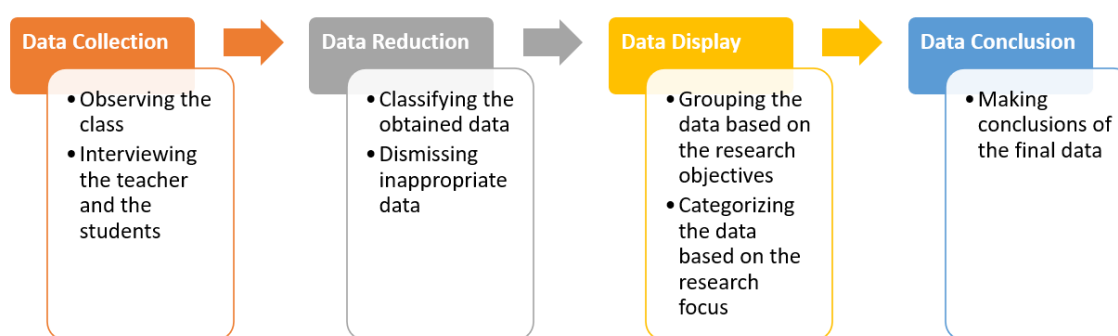 Data Collection
• Observing the
class
• Interviewing
the teacher
and the
students
Data Reduction
• Classifying the
obtained data
• Dismissing
inappropriate
data
Data Display
• Grouping the
data based on
the research
objectives
• Categorizing
the data
based on the
research
focus
Data Conclusion
• Making
conclusions of
the final data